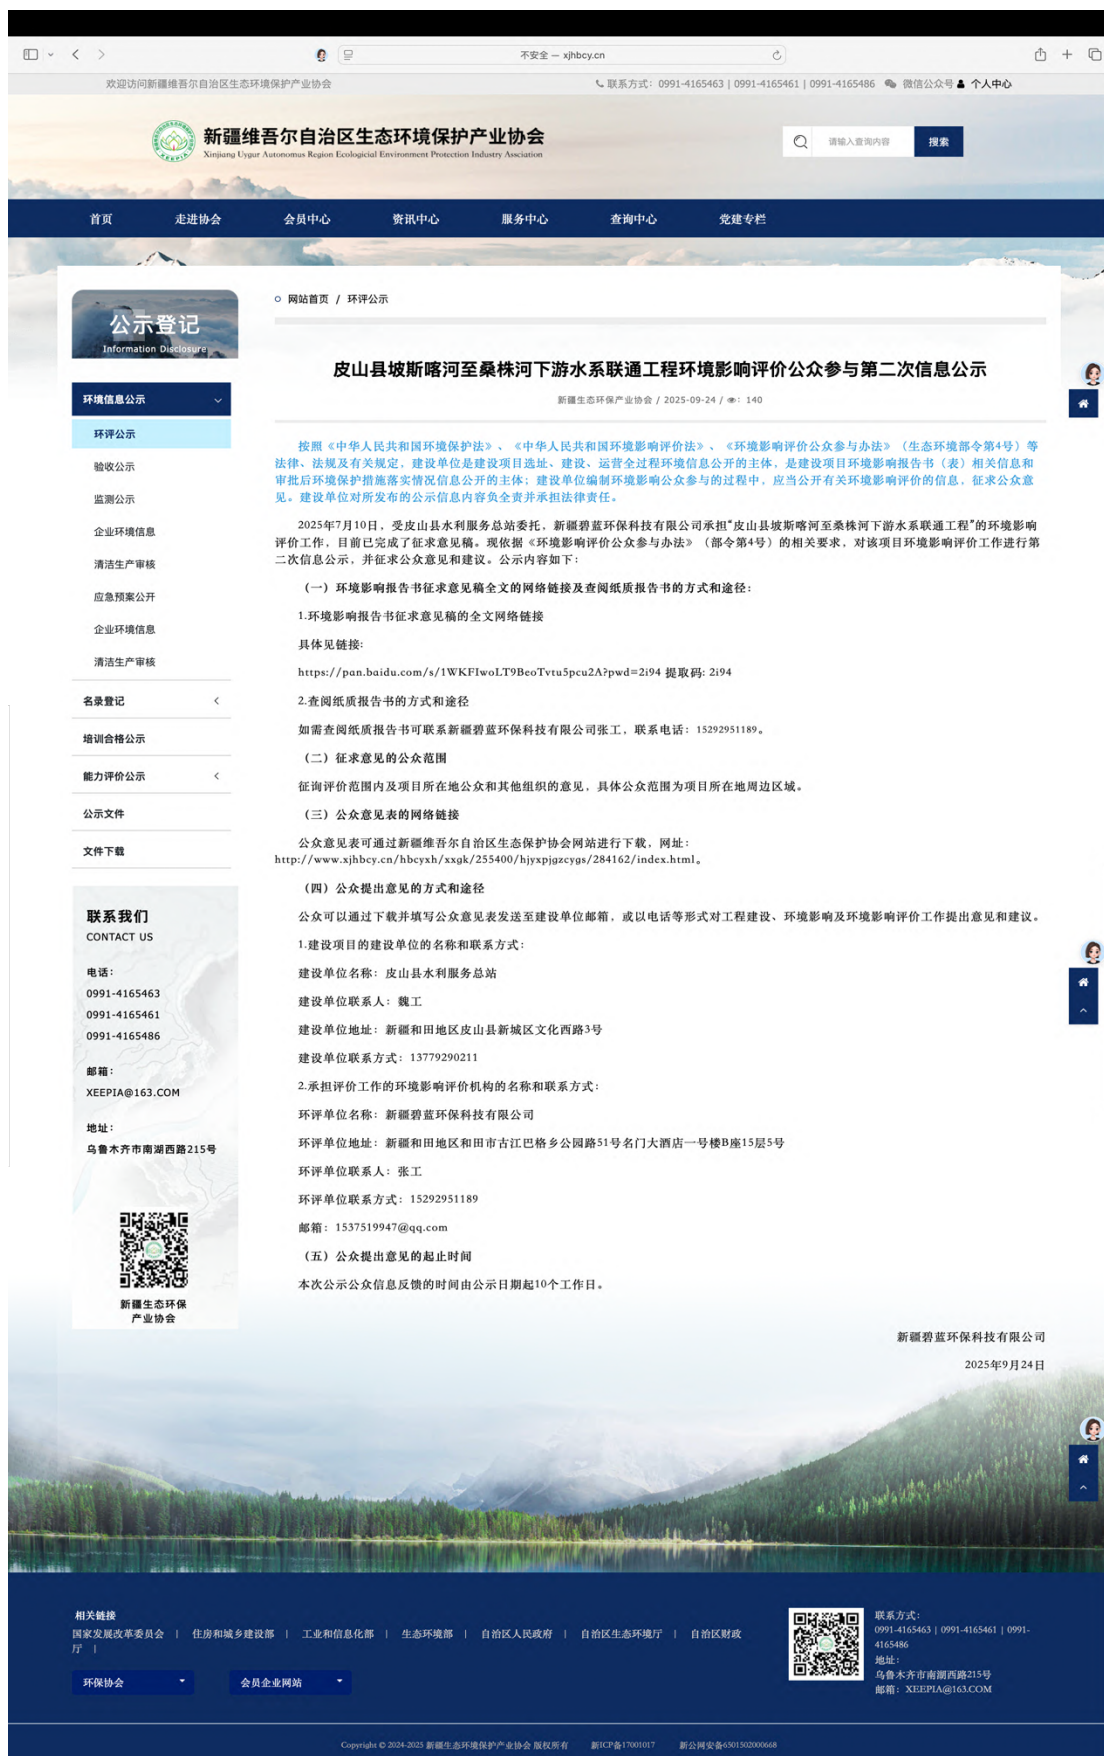 不安全 — xjhbcy.cn
欢迎访问新疆维吾尔自治区生态环境保护产业协会
联系方式：0991-4165463 | 0991-4165461 | 0991-4165486 微信公众号 个人中心
新疆维吾尔自治区生态环境保护产业协会
Xinjiang Uygur Autonomous Region Ecologicial Environment Protection Industry Assciation
请输入查询内容 搜索
首页 走进协会 会员中心 资讯中心 服务中心 查询中心 党建专栏
公示登记
Information Disclosure
环境信息公示
环评公示
验收公示
监测公示
企业环境信息
清洁生产审核
应急预案公开
企业环境信息
清洁生产审核
名录登记
培训合格公示
能力评价公示
公示文件
文件下载
联系我们
CONTACT US
电话：
0991-4165463
0991-4165461
0991-4165486
邮箱：
XEEPIA@163.COM
地址：
乌鲁木齐市南湖西路215号
新疆生态环保
产业协会
网站首页 / 环评公示
皮山县坡斯喀河至桑株河下游水系联通工程环境影响评价公众参与第二次信息公示
新疆生态环保产业协会 / 2025-09-24 / ：140
按照《中华人民共和国环境保护法》、《中华人民共和国环境影响评价法》、《环境影响评价公众参与办法》（生态环境部令第4号）等
法律、法规及有关规定，建设单位是建设项目选址、建设、运营全过程环境信息公开的主体，是建设项目环境影响报告书（表）相关信息和
审批后环境保护措施落实情况信息公开的主体；建设单位编制环境影响公众参与的过程中，应当公开有关环境影响评价的信息，征求公众意
见。建设单位对所发布的公示信息内容负全责并承担法律责任。
2025年7月10日，受皮山县水利服务总站委托，新疆碧蓝环保科技有限公司承担“皮山县坡斯喀河至桑株河下游水系联通工程”的环境影响
评价工作，目前已完成了征求意见稿。现依据《环境影响评价公众参与办法》（部令第4号）的相关要求，对该项目环境影响评价工作进行第
二次信息公示，并征求公众意见和建议。公示内容如下：
（一）环境影响报告书征求意见稿全文的网络链接及查阅纸质报告书的方式和途径：
1.环境影响报告书征求意见稿的全文网络链接
具体见链接:
https://pan.baidu.com/s/1WKFIwoLT9BeoTvtu5pcu2A?pwd=2i94 提取码: 2i94
2.查阅纸质报告书的方式和途径
如需查阅纸质报告书可联系新疆碧蓝环保科技有限公司张工，联系电话：15292951189。
（二）征求意见的公众范围
征询评价范围内及项目所在地公众和其他组织的意见，具体公众范围为项目所在地周边区域。
（三）公众意见表的网络链接
公众意见表可通过新疆维吾尔自治区生态保护协会网站进行下载，网址：
http://www.xjhbcy.cn/hbcyxh/xxgk/255400/hjyxpjgzcygs/284162/index.html。
（四）公众提出意见的方式和途径
公众可以通过下载并填写公众意见表发送至建设单位邮箱，或以电话等形式对工程建设、环境影响及环境影响评价工作提出意见和建议。
1.建设项目的建设单位的名称和联系方式：
建设单位名称：皮山县水利服务总站
建设单位联系人：魏工
建设单位地址：新疆和田地区皮山县新城区文化西路3号
建设单位联系方式：13779290211
2.承担评价工作的环境影响评价机构的名称和联系方式：
环评单位名称：新疆碧蓝环保科技有限公司
环评单位地址：新疆和田地区和田市古江巴格乡公园路51号名门大酒店一号楼B座15层5号
环评单位联系人：张工
环评单位联系方式：15292951189
邮箱：1537519947@qq.com
（五）公众提出意见的起止时间
本次公示公众信息反馈的时间由公示日期起10个工作日。
新疆碧蓝环保科技有限公司
2025年9月24日
相关链接
国家发展改革委员会 | 住房和城乡建设部 | 工业和信息化部 | 生态环境部 | 自治区人民政府 | 自治区生态环境厅 | 自治区财政
厅 |
环保协会 会员企业网站
联系方式：
0991-4165463 | 0991-4165461 | 0991-
4165486
地址：
乌鲁木齐市南湖西路215号
邮箱：XEEPIA@163.COM
Copyright © 2024-2025 新疆生态环境保护产业协会 版权所有 新ICP备17001017 新公网安备6501502000668